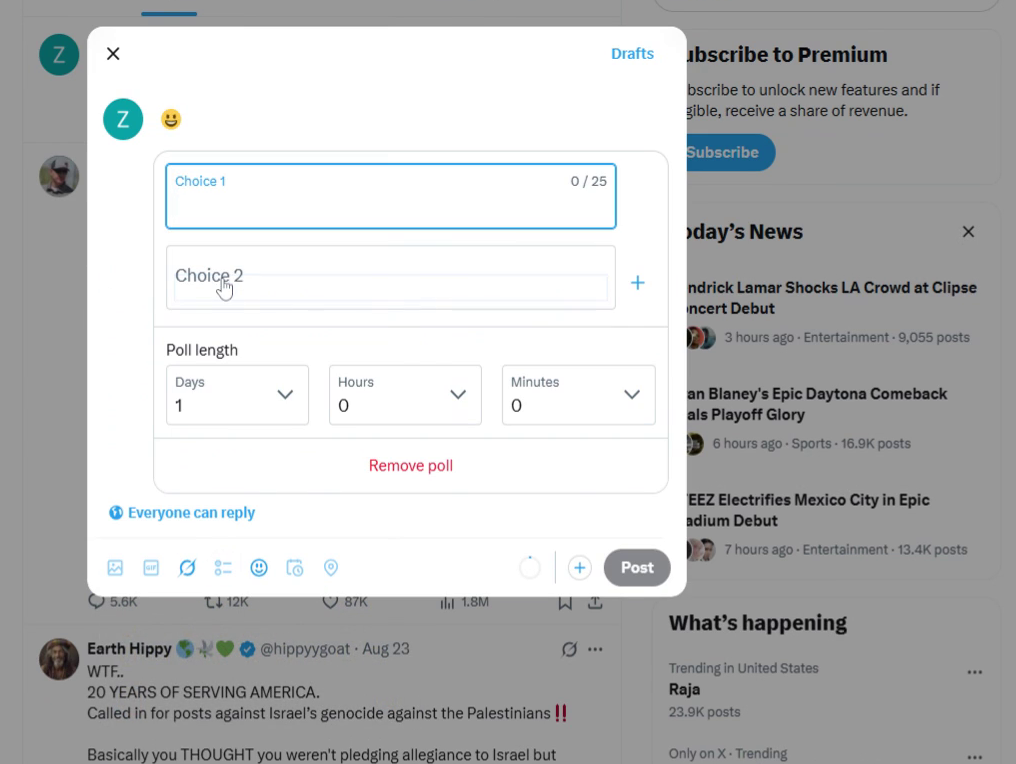 Drafts
Z
Z
😃
Choice 1
0 / 25
Choice 2
Poll length
Days
1
Hours
0
Minutes
0
Remove poll
Everyone can reply
GIF
Post
5.6K
12K
87K
1.8M
Earth Hippy 🌎🕊️💚 @hippyygoat · Aug 23
WTF..
20 YEARS OF SERVING AMERICA.
Called in for posts against Israel's genocide against the Palestinians ‼️
Basically you THOUGHT you weren't pledging allegiance to Israel but
ubscribe to Premium
bscribe to unlock new features and if
gible, receive a share of revenue.
Subscribe
oday's News
ndrick Lamar Shocks LA Crowd at Clipse
oncert Debut
3 hours ago · Entertainment · 9,055 posts
an Blaney's Epic Daytona Comeback
als Playoff Glory
6 hours ago · Sports · 16.9K posts
EEZ Electrifies Mexico City in Epic
adium Debut
7 hours ago · Entertainment · 13.4K posts
What's happening
Trending in United States
Raja
23.9K posts
Only on X · Trending